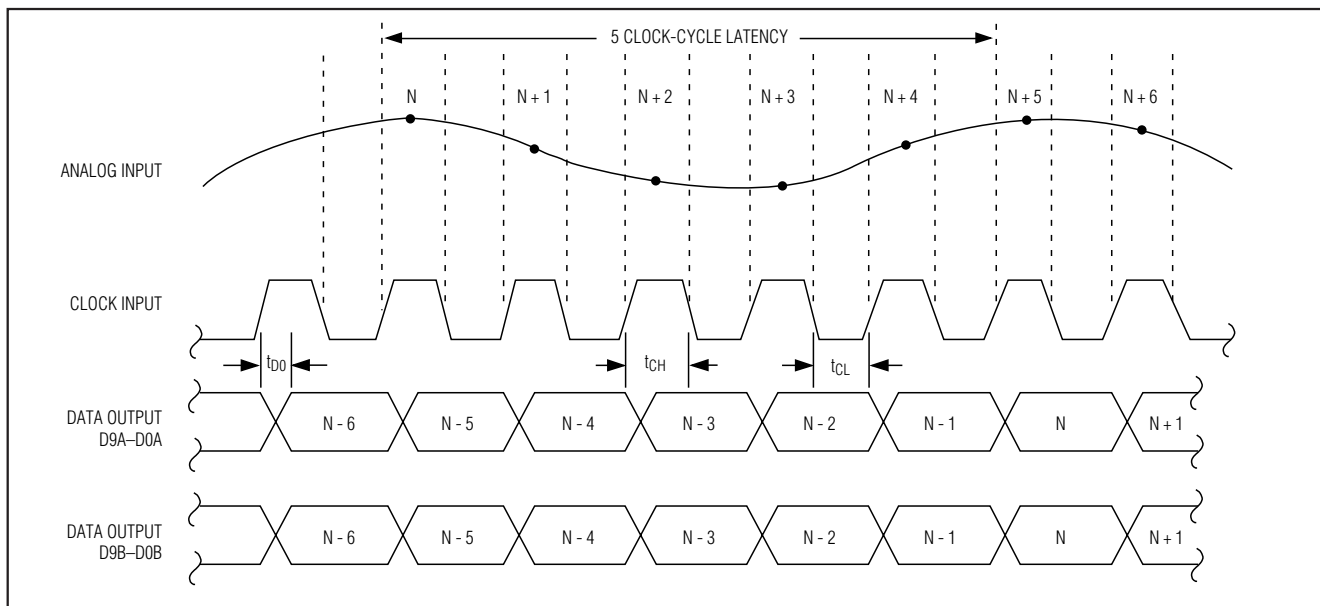 5 CLOCK-CYCLE LATENCY
N N + 1 N + 2 N + 3 N + 4 N + 5 N + 6
ANALOG INPUT
CLOCK INPUT
tD0 tCH tCL
DATA OUTPUT
D9A–D0A
N - 6 N - 5 N - 4 N - 3 N - 2 N - 1 N N + 1
DATA OUTPUT
D9B–D0B
N - 6 N - 5 N - 4 N - 3 N - 2 N - 1 N N + 1